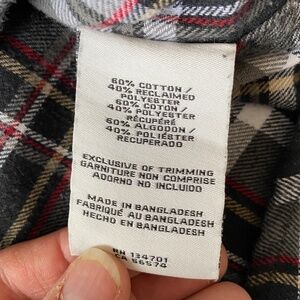 60% COTTON /
40% RECLAIMED
POLYESTER
60% COTON /
40% POLYESTER
RÉCUPÉRÉ
60% ALGODON /
40% POLIÉSTER
RECUPERADO
EXCLUSIVE OF TRIMMING
GARNITURE NON COMPRISE
ADORNO NO INCLUIDO
MADE IN BANGLADESH
FABRIQUÉ AU BANGLADESH
HECHO EN BANGLADESH
RN 134701
CA 56574